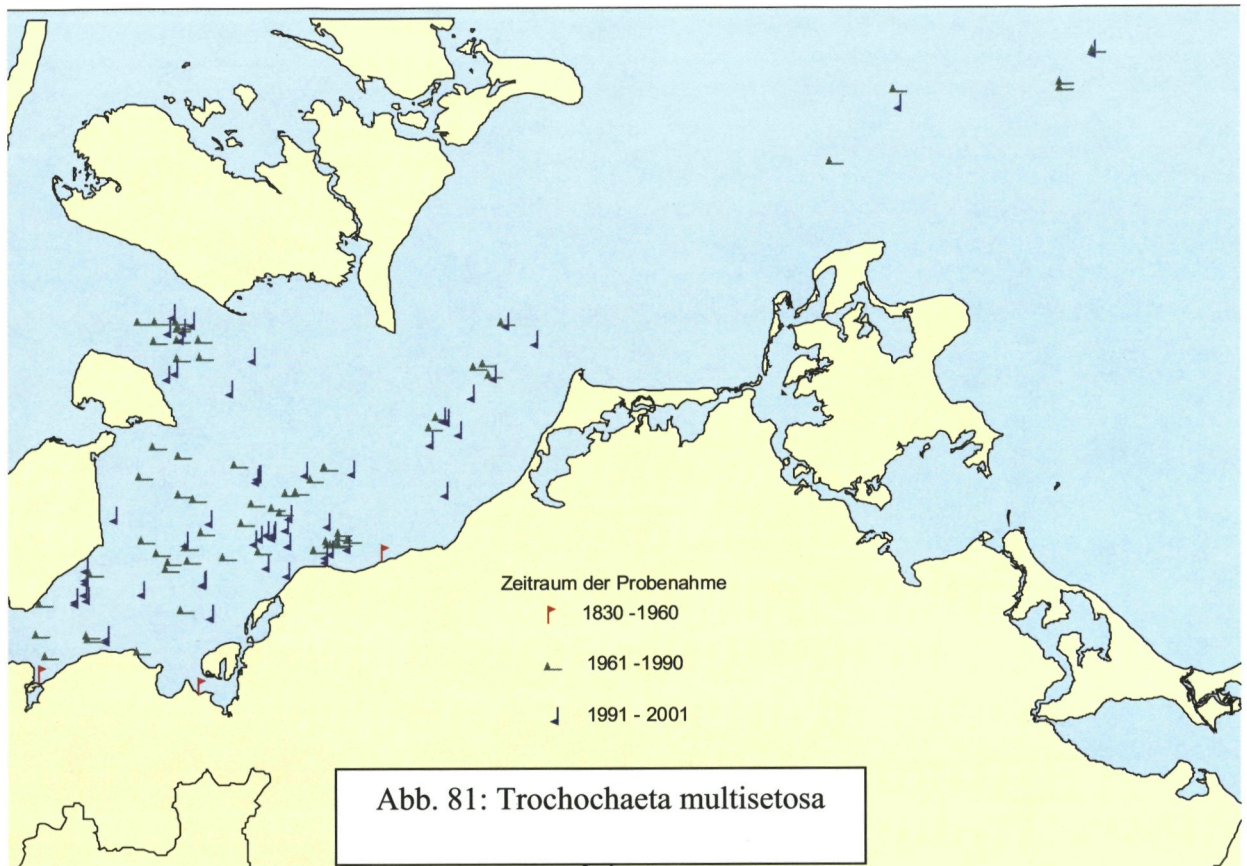 Zeitraum der Probenahme
1830 -1960
1961 -1990
1991 - 2001
Abb. 81: Trochochaeta multisetosa